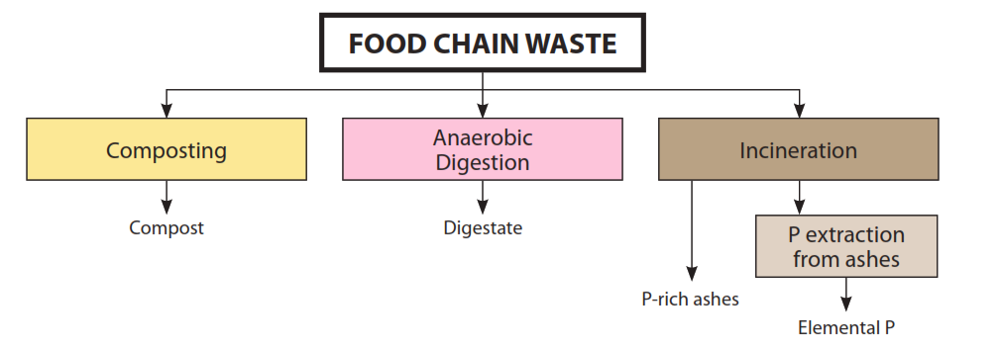 FOOD CHAIN WASTE
Composting
Anaerobic
Digestion
Incineration
Compost
Digestate
P extraction
from ashes
P-rich ashes
Elemental P